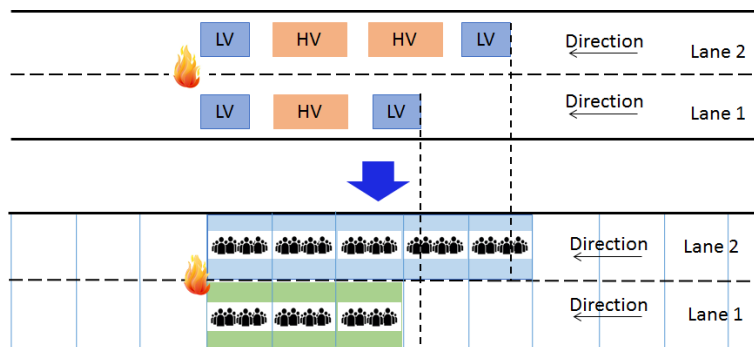 LV HV HV LV Direction Lane 2
LV HV LV Direction Lane 1
Direction Lane 2
Direction Lane 1